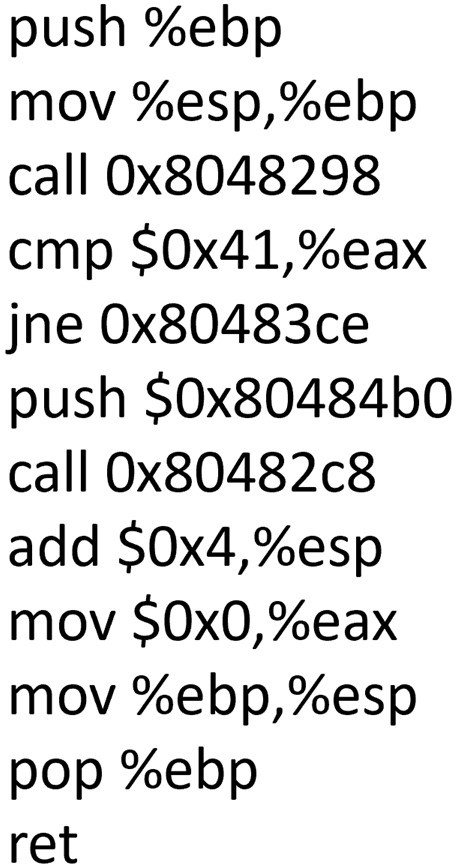 push %ebp
mov %esp,%ebp
call 0x8048298
cmp $0x41,%eax
jne 0x80483ce
push $0x80484b0
call 0x80482c8
add $0x4,%esp
mov $0x0,%eax
mov %ebp,%esp
pop %ebp
ret